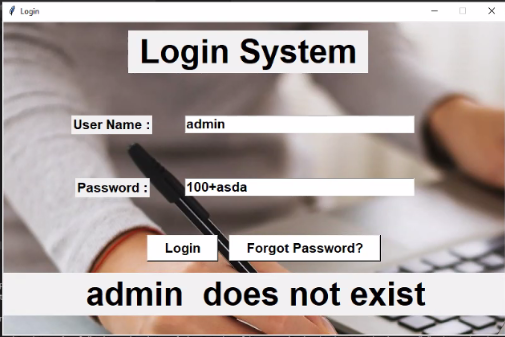 Login
Login System
User Name :
admin
Password :
100+asda
Login
Forgot Password?
admin  does not exist